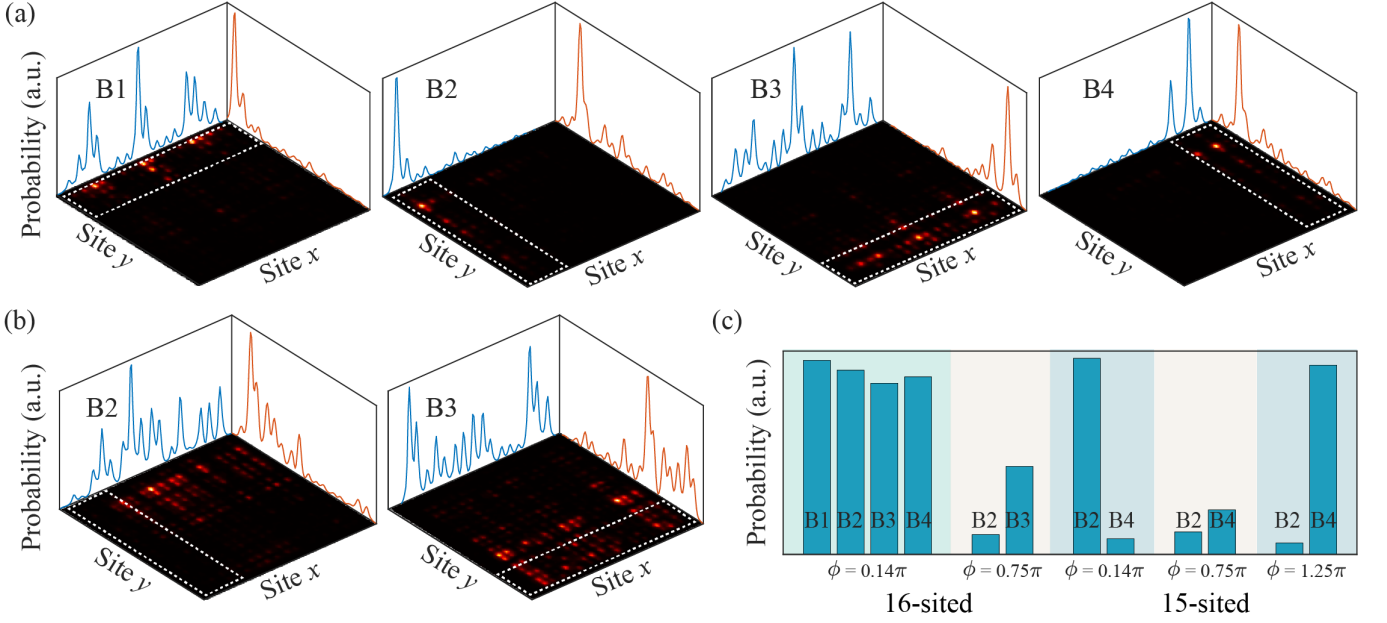 (a)
Probability (a.u.)
B1
B2
B3
B4
Site y
Site x
Site y
Site x
Site y
Site x
Site y
Site x
(b)
Probability (a.u.)
B2
B3
Site y
Site x
Site y
Site x
(c)
Probability (a.u.)
B1 B2 B3 B4 B2 B3 B2 B4 B2 B4 B2 B4
ϕ = 0.14π ϕ = 0.75π ϕ = 0.14π ϕ = 0.75π ϕ = 1.25π
16-sited 15-sited